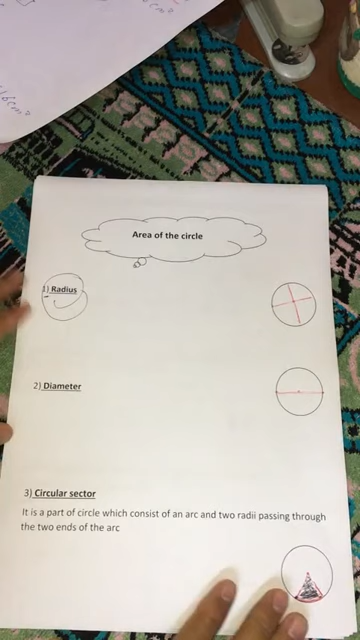 6cm²
Area of the circle
1) Radius
2) Diameter
3) Circular sector
It is a part of circle which consist of an arc and two radii passing through
the two ends of the arc